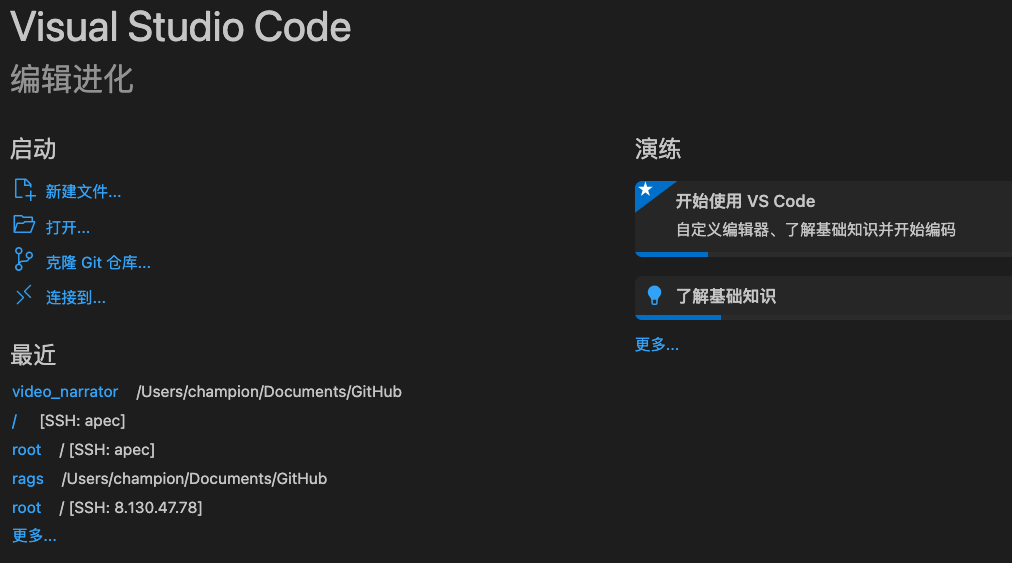 Visual Studio Code
编辑进化
启动
新建文件...
打开...
克隆 Git 仓库...
连接到...
最近
video_narrator /Users/champion/Documents/GitHub
/ [SSH: apec]
root / [SSH: apec]
rags /Users/champion/Documents/GitHub
root / [SSH: 8.130.47.78]
更多...
演练
开始使用 VS Code
自定义编辑器、了解基础知识并开始编码
了解基础知识
更多...